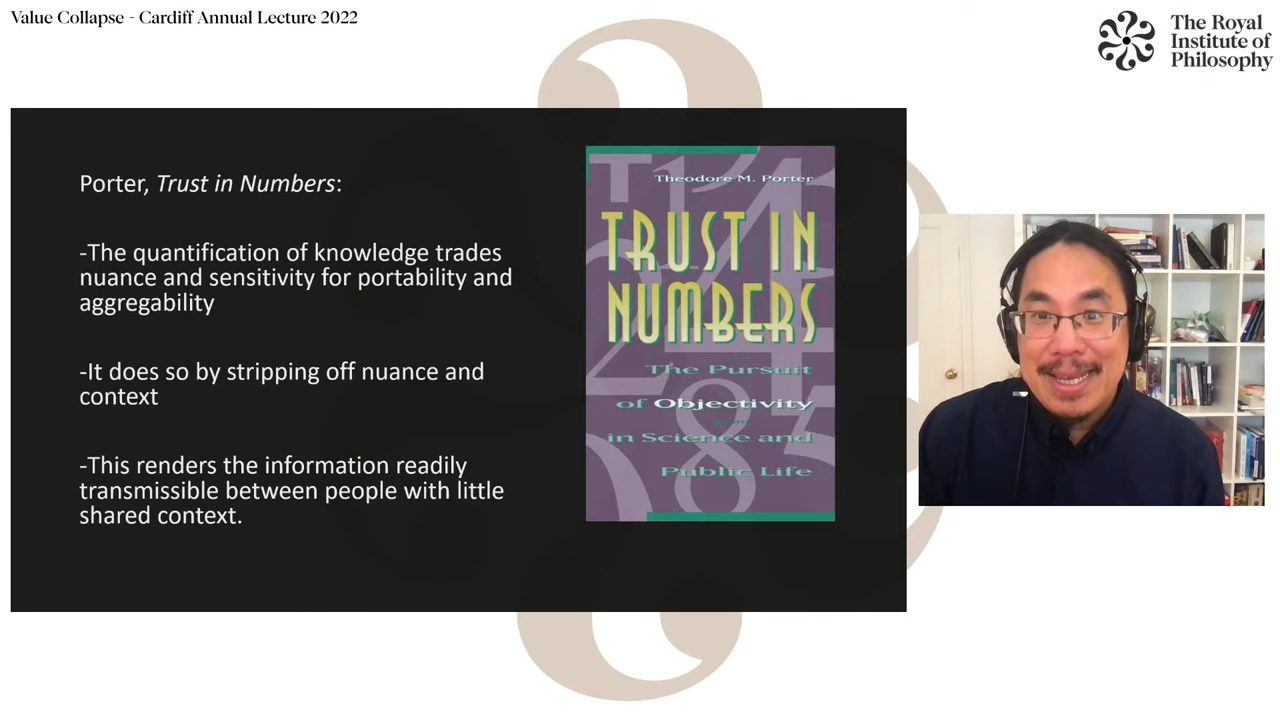 Value Collapse - Cardiff Annual Lecture 2022
The Royal
Institute of
Philosophy
Porter, Trust in Numbers:
-The quantification of knowledge trades
nuance and sensitivity for portability and
aggregability
-It does so by stripping off nuance and
context
-This renders the information readily
transmissible between people with little
shared context.
Theodore M. Porter
TRUST IN
NUMBERS
The Pursuit
of Objectivity
in Science and
Public Life